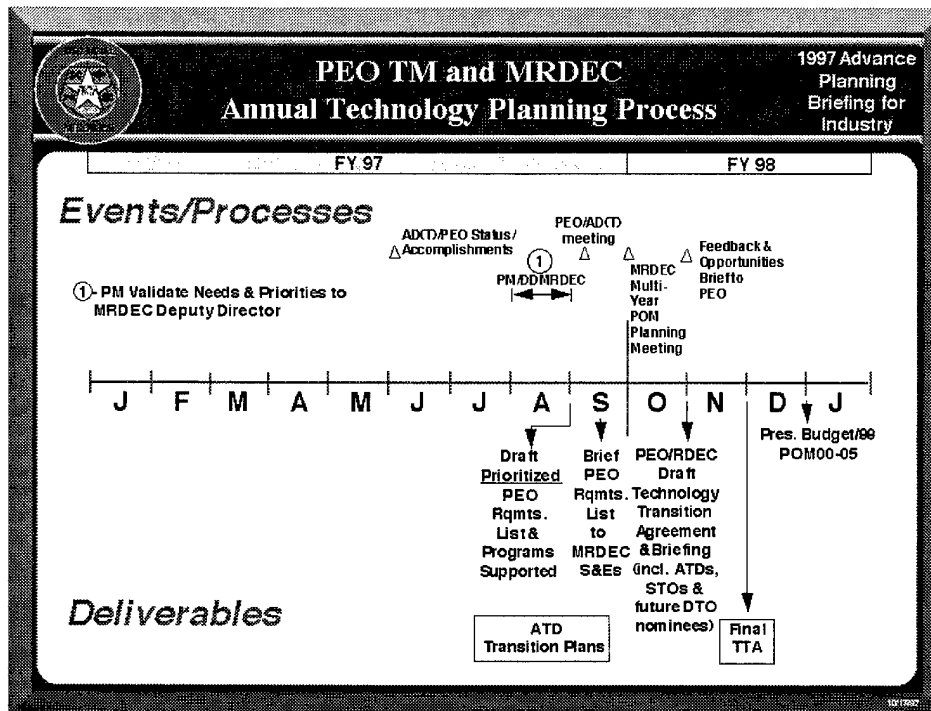 PEO TM and MRDEC
Annual Technology Planning Process
1997 Advance
Planning
Briefing for
Industry
FY 97
FY 98
Events/Processes
AD(T)/PEO Status/
Accomplishments
PEO/AD(T)
meeting
1
PM/DDMRDEC
MRDEC
Multi-
Year
POM
Planning
Meeting
Feedback &
Opportunities
Brief to
PEO
1 - PM Validate Needs & Priorities to
MRDEC Deputy Director
J F M A M J J A S O N D J
Draft
Prioritized
PEO
Rqmts.
List &
Programs
Supported
Brief
PEO
Rqmts.
List
to
MRDEC
S&Es
PEO/RDEC
Draft
Technology
Transition
Agreement
& Briefing
(incl. ATDs,
STOs &
future DTO
nominees)
Pres. Budget/99
POM00-05
Deliverables
ATD
Transition Plans
Final
TTA